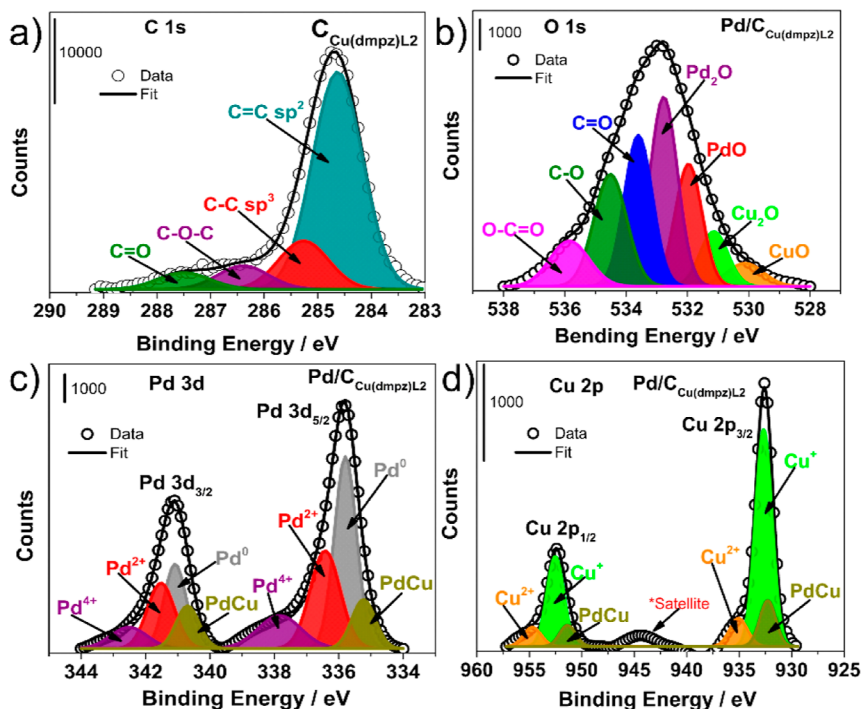 a)
C 1s
C_Cu(dmpz)L2
10000
Data
Fit
C=C sp²
C-C sp³
C-O-C
C=O
Counts
290 289 288 287 286 285 284 283
Binding Energy / eV
b)
1000
O 1s
Pd/C_Cu(dmpz)L2
Data
Fit
Pd₂O
C=O
PdO
C-O
Cu₂O
O-C=O
CuO
Counts
538 536 534 532 530 528
Bending Energy / eV
c)
1000
Pd 3d
Pd/C_Cu(dmpz)L2
Pd 3d₅/₂
Data
Fit
Pd⁰
Pd 3d₃/₂
Pd²⁺
Pd²⁺
Pd⁰
Pd⁴⁺
PdCu
Pd⁴⁺
PdCu
Counts
344 342 340 338 336 334
Binding Energy / eV
d)
1000
Cu 2p
Pd/C_Cu(dmpz)L2
Cu 2p₃/₂
Data
Fit
Cu⁺
Cu 2p₁/₂
Cu²⁺
Cu⁺
Cu²⁺
PdCu
*Satellite
PdCu
Counts
960 955 950 945 940 935 930 925
Binding Energy / eV